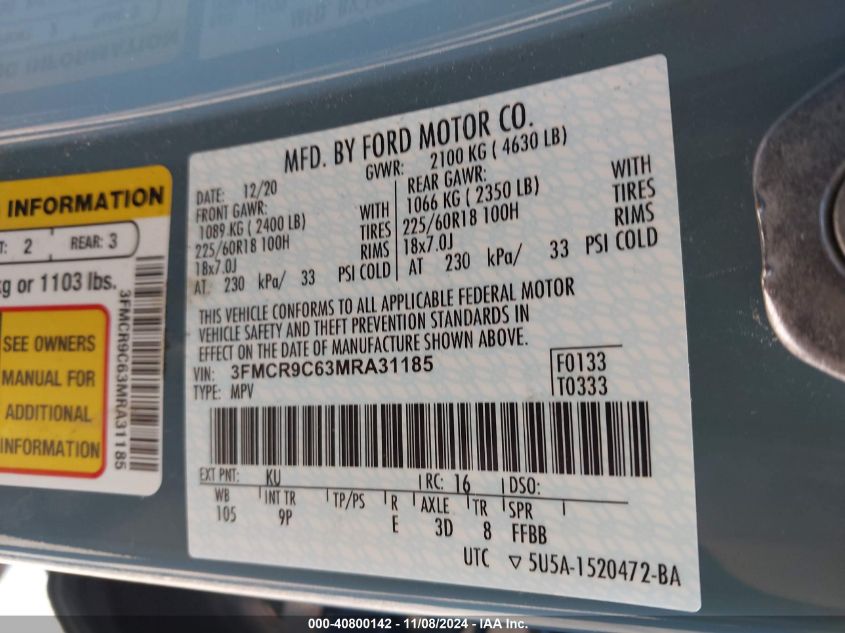 INFORMATION
2 REAR: 3
kg or 1103 lbs.
SEE OWNERS
MANUAL FOR
ADDITIONAL
INFORMATION
3FMCR9C63MRA31185
MFD. BY FORD MOTOR CO.
DATE: 12/20 GVWR: 2100 KG ( 4630 LB)
FRONT GAWR: REAR GAWR:
1089 KG ( 2400 LB) WITH 1066 KG ( 2350 LB) WITH
225/60R18 100H TIRES 225/60R18 100H TIRES
18x7.0J RIMS 18x7.0J RIMS
AT 230 kPa/ 33 PSI COLD AT 230 kPa/ 33 PSI COLD
THIS VEHICLE CONFORMS TO ALL APPLICABLE FEDERAL MOTOR
VEHICLE SAFETY AND THEFT PREVENTION STANDARDS IN
EFFECT ON THE DATE OF MANUFACTURE SHOWN ABOVE.
VIN: 3FMCR9C63MRA31185 F0133
TYPE: MPV T0333
EXT PNT: KU RC: 16 DSO:
WB INT TR TP/PS R AXLE TR SPR
105 9P E 3D 8 FFBB
UTC ▽ 5U5A-1520472-BA
000-40800142 - 11/08/2024 - IAA Inc.